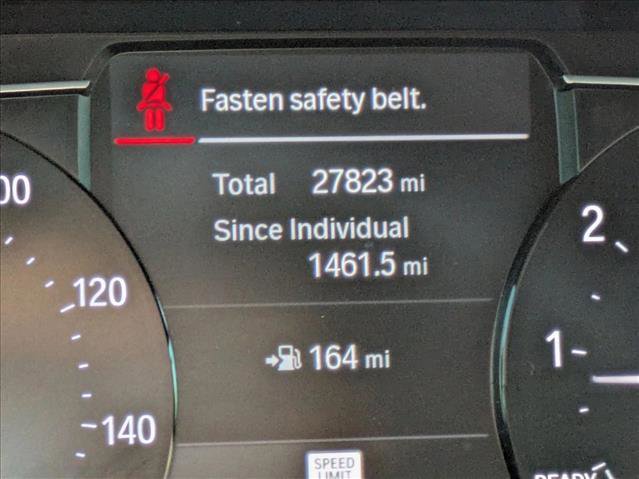 Fasten safety belt.
Total 27823 mi
Since Individual
1461.5 mi
164 mi
00
120
140
2
1
READY
SPEED
LIMIT